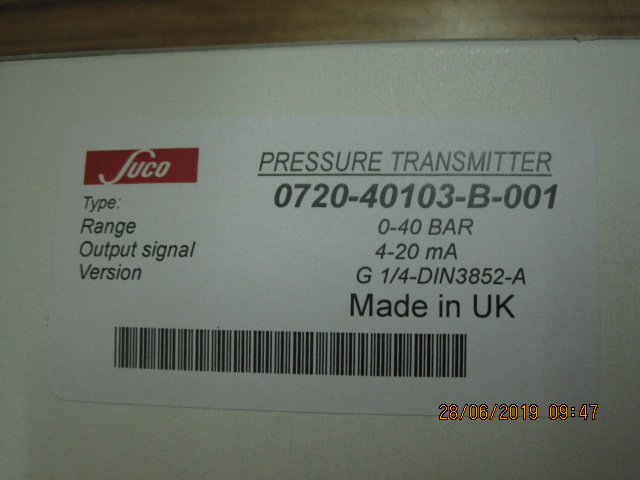 SUCO
PRESSURE TRANSMITTER
Type: 0720-40103-B-001
Range 0-40 BAR
Output signal 4-20 mA
Version G 1/4-DIN3852-A
Made in UK
28/06/2019 09:47